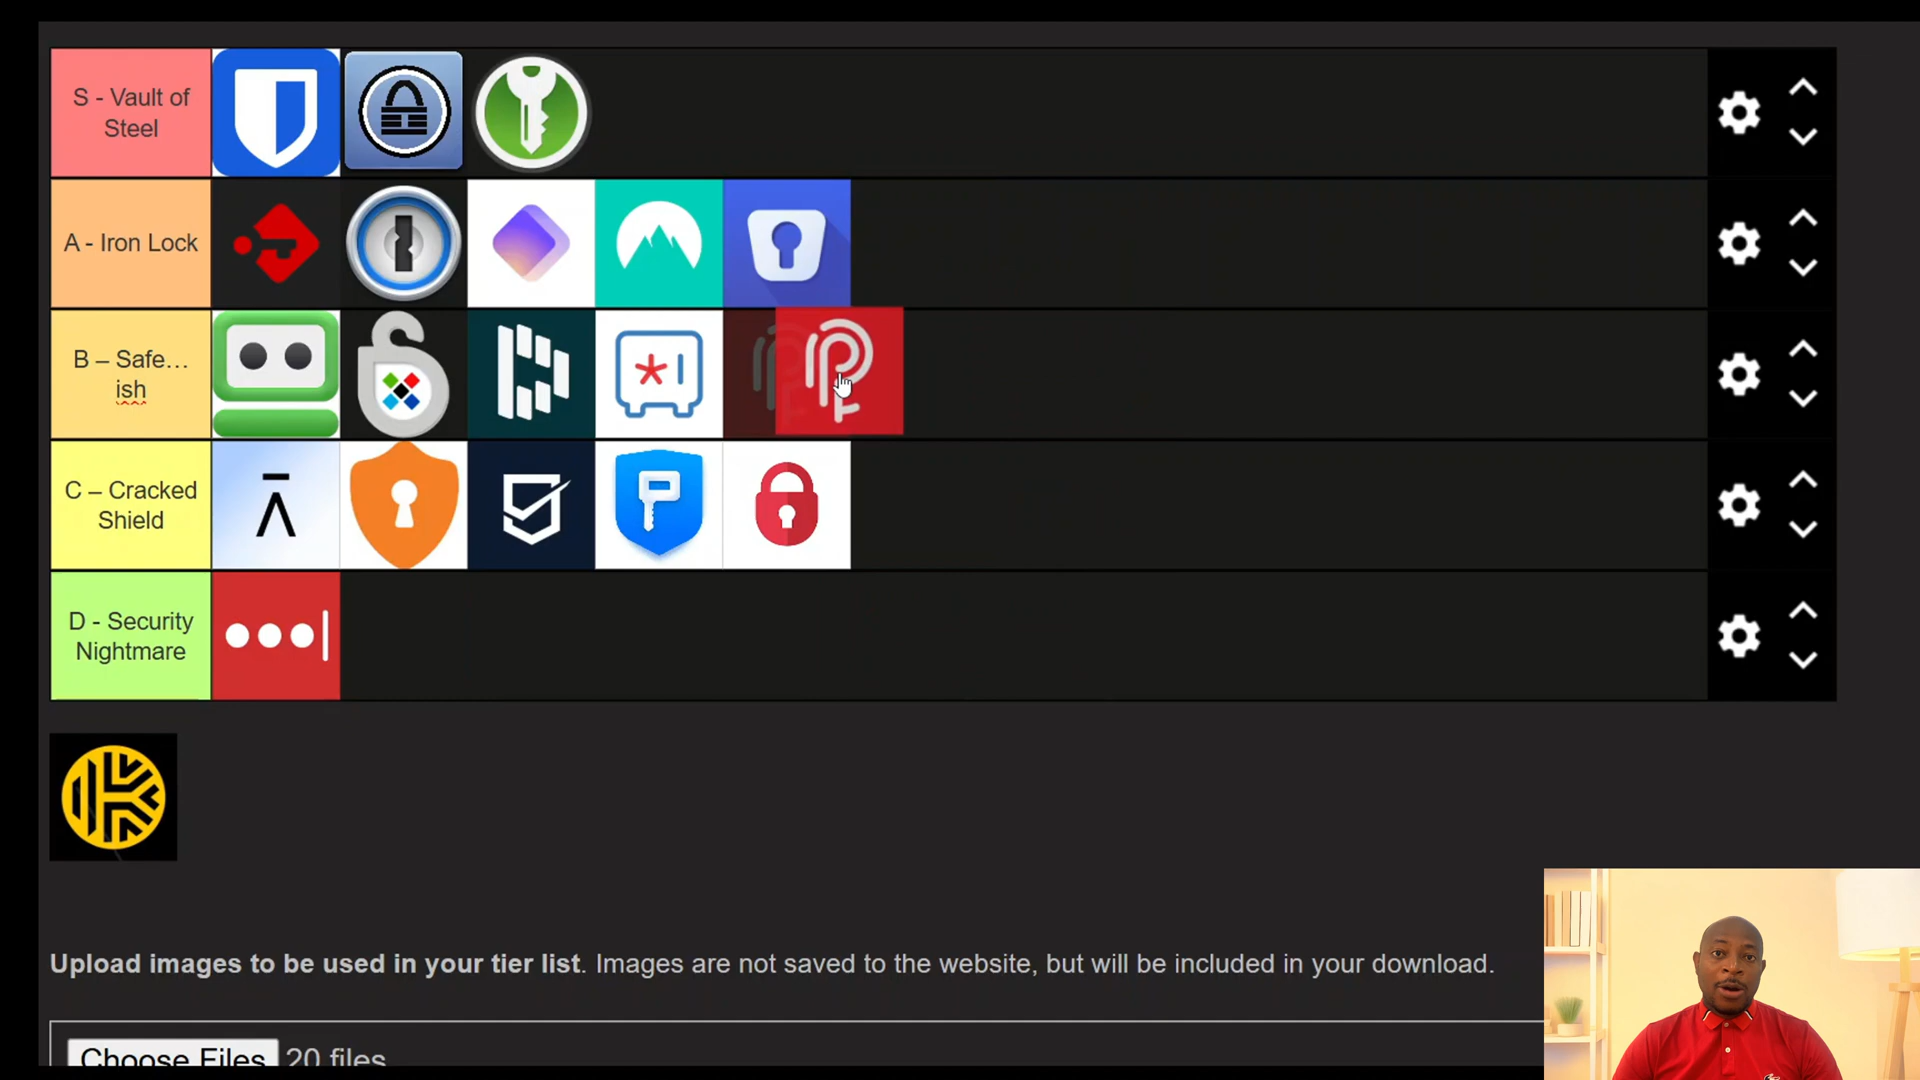 S - Vault of
Steel
A - Iron Lock
B – Safe…
ish
C – Cracked
Shield
D - Security
Nightmare
Upload images to be used in your tier list. Images are not saved to the website, but will be included in your download.
Choose Files 20 files